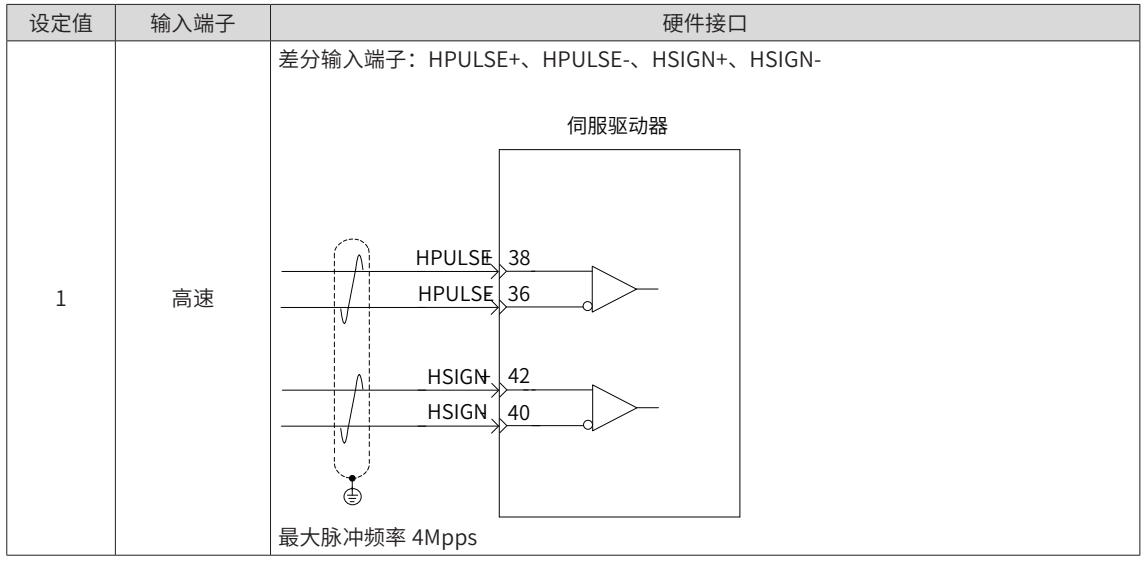 设定值 输入端子 硬件接口
差分输入端子：HPULSE+、HPULSE-、HSIGN+、HSIGN-
伺服驱动器
HPULSE+ 38
HPULSE- 36
1 高速
HSIGN+ 42
HSIGN- 40
最大脉冲频率 4Mpps